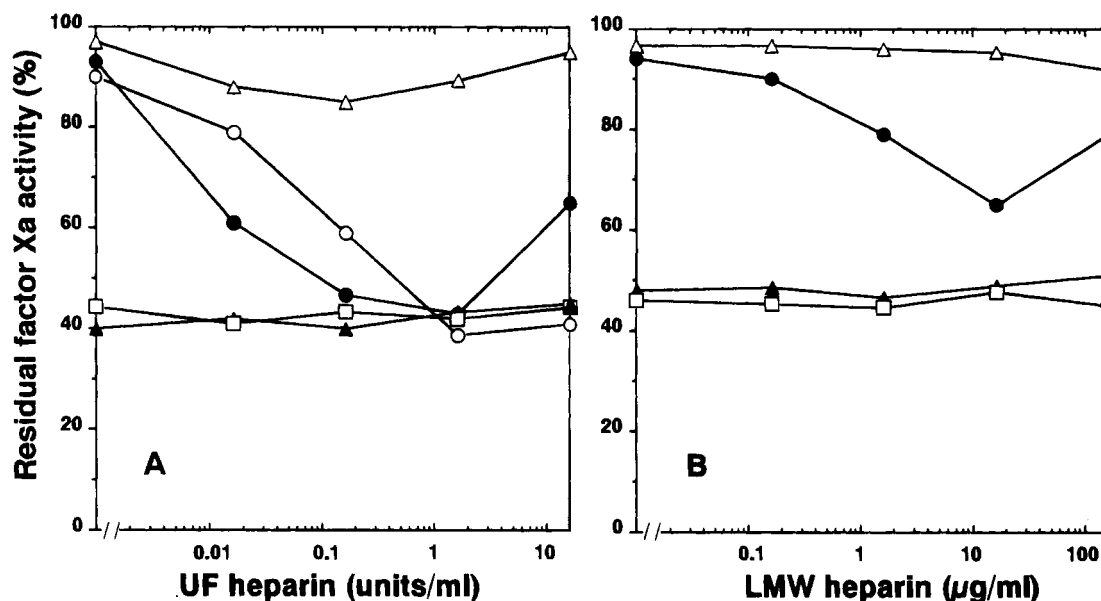 Residual factor Xa activity (%)
100
80
60
40
20
0
A
0.01 0.1 1 10
UF heparin (units/ml)
100
80
60
40
20
0
B
0.1 1 10 100
LMW heparin (µg/ml)